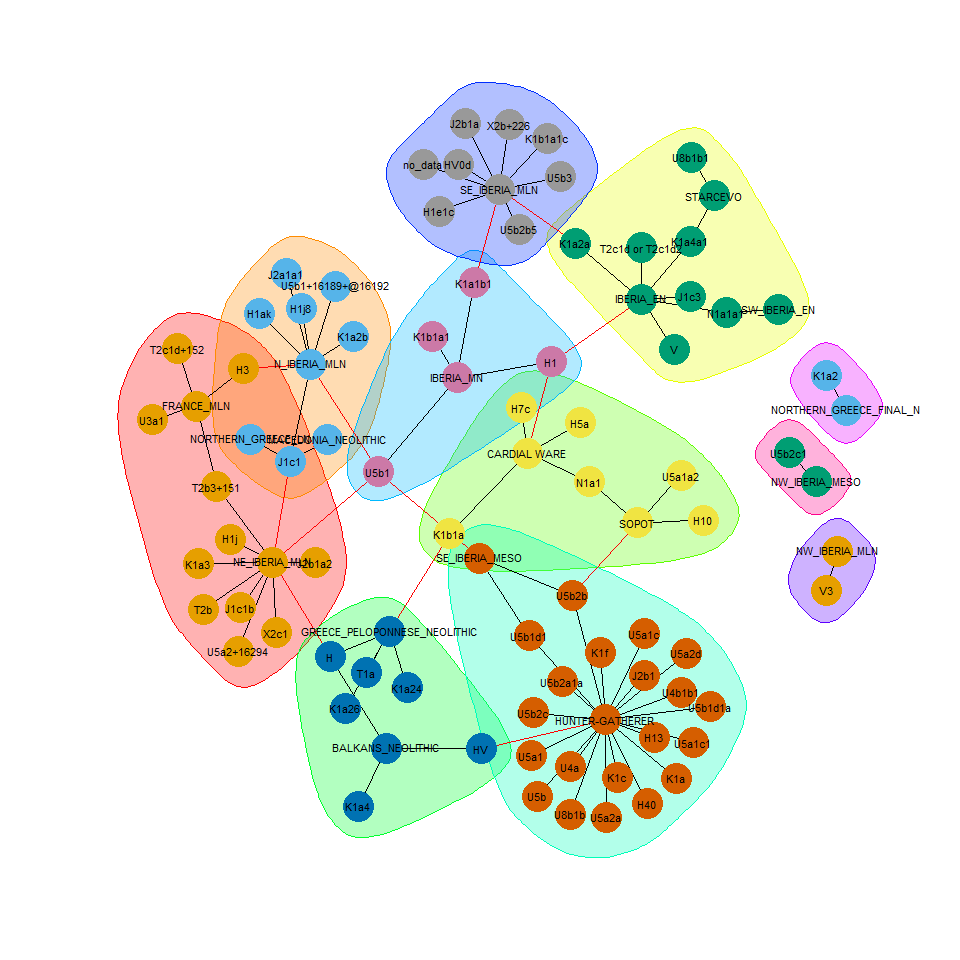 J2b1a
X2b+226
K1b1a1c
no_data
HV0d
U5b3
SE_IBERIA_MLN
H1e1c
U5b2b5
U8b1b1
STARCEVO
K1a2a
T2c1d or T2c1d2
K1a4a1
IBERIA_EN
J1c3
N1a1a1
SW_IBERIA_EN
V
K1a1b1
K1b1a1
IBERIA_MN
H1
U5b1
J2a1a1
U5b1+16189+@16192
H1ak
H1j8
K1a2b
N_IBERIA_MLN
H3
T2c1d+152
FRANCE_MLN
U3a1
MACEDONIA_NEOLITHIC
J1c1
T2b3+151
H1j
K1a3
NE_IBERIA_MLN
T2b
J1c1b
X2c1
U5a2+16294
H7c
H5a
CARDIAL WARE
N1a1
U5a1a2
SOPOT
H10
K1b1a
SE_IBERIA_MESO
U5b2b
U5b1d1
U5a1c
K1f
U5a2d
J2b1
U5b2a1a
U4b1b1
U5b1d1a
U5b2c
HUNTER-GATHERER
H13
U5a1c1
U5a1
U4a
K1c
K1a
U5b
U8b1b
U5a2a
H40
GREECE_PELOPONNESE_NEOLITHIC
H
T1a
K1a24
K1a26
BALKANS_NEOLITHIC
HV
K1a4
K1a2
NORTHERN_GREECE_FINAL_N
U5b2c1
NW_IBERIA_MESO
NW_IBERIA_MLN
V3